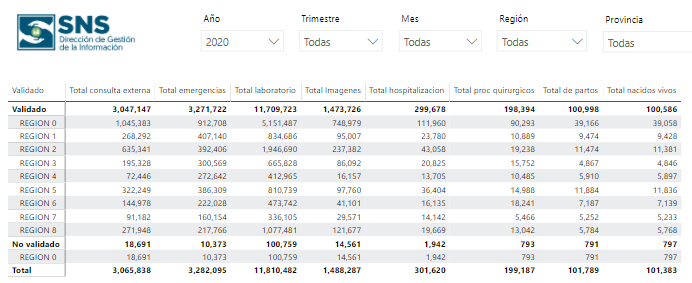 SNS
Dirección de Gestión
de la Información
Año Trimestre Mes Región Provincia
2020 Todas Todas Todas Todas
Validado Total consulta externa Total emergencias Total laboratorio Total Imagenes Total hospitalizacion Total proc quirurgicos Total de partos Total nacidos vivos
Validado 3,047,147 3,271,722 11,709,723 1,473,726 299,678 198,394 100,998 100,586
REGION 0 1,045,383 912,708 5,151,487 748,979 111,960 90,293 39,166 39,058
REGION 1 268,292 407,140 834,686 95,007 23,780 10,889 9,474 9,428
REGION 2 635,341 392,406 1,946,690 237,382 43,058 19,238 11,474 11,381
REGION 3 195,328 300,569 665,828 86,092 20,825 15,752 4,867 4,846
REGION 4 72,446 272,642 412,965 16,157 13,705 10,485 5,910 5,897
REGION 5 322,249 386,309 810,739 97,760 36,404 14,988 11,884 11,836
REGION 6 144,978 222,028 473,742 41,101 16,135 18,241 7,187 7,139
REGION 7 91,182 160,154 336,105 29,571 14,142 5,466 5,252 5,233
REGION 8 271,948 217,766 1,077,481 121,677 19,669 13,042 5,784 5,768
No validado 18,691 10,373 100,759 14,561 1,942 793 791 797
REGION 0 18,691 10,373 100,759 14,561 1,942 793 791 797
Total 3,065,838 3,282,095 11,810,482 1,488,287 301,620 199,187 101,789 101,383